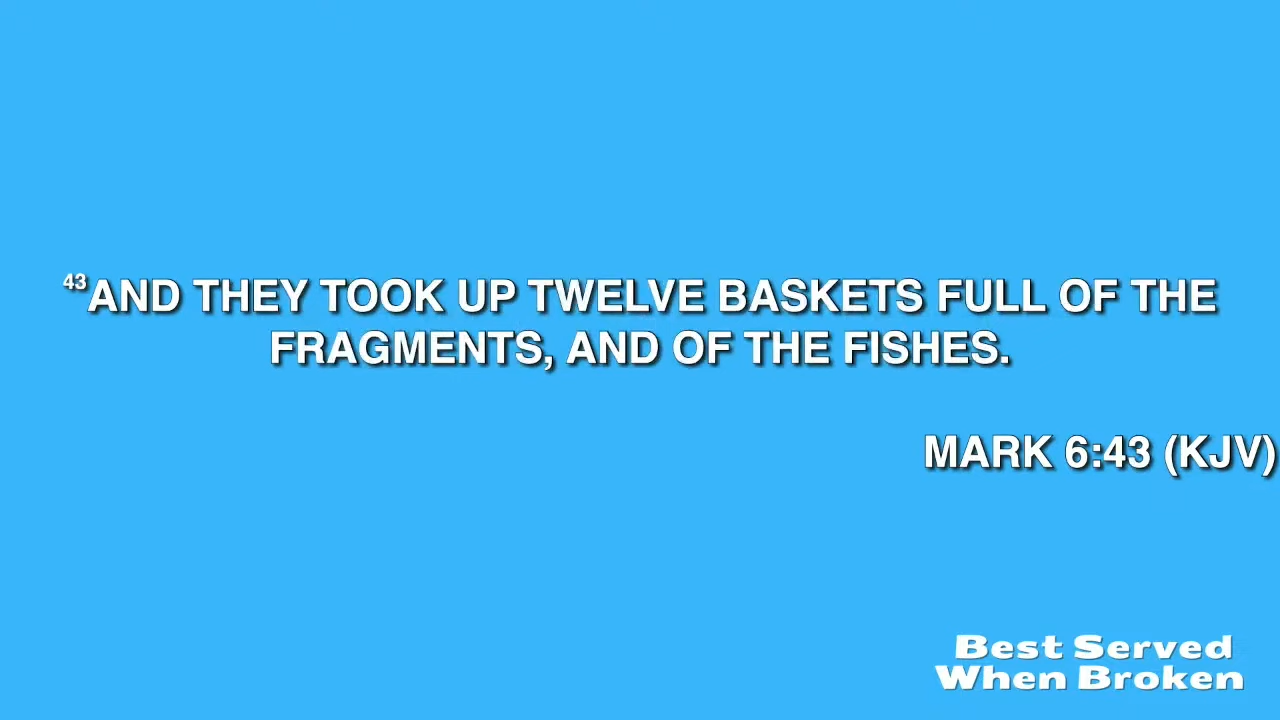 43AND THEY TOOK UP TWELVE BASKETS FULL OF THE
FRAGMENTS, AND OF THE FISHES.
MARK 6:43 (KJV)
Best Served
When Broken